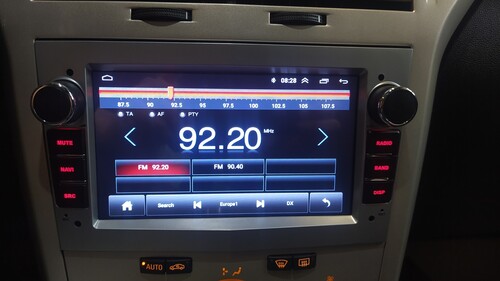 08:28
87.5 90 92.5 95 97.5 100 102.5 105 107.5
TA AF PTY
92.20 MHz
FM 92.20 FM 90.40
Search Europe1 DX
MUTE
NAVI
SRC
RADIO
BAND
DISP
AUTO